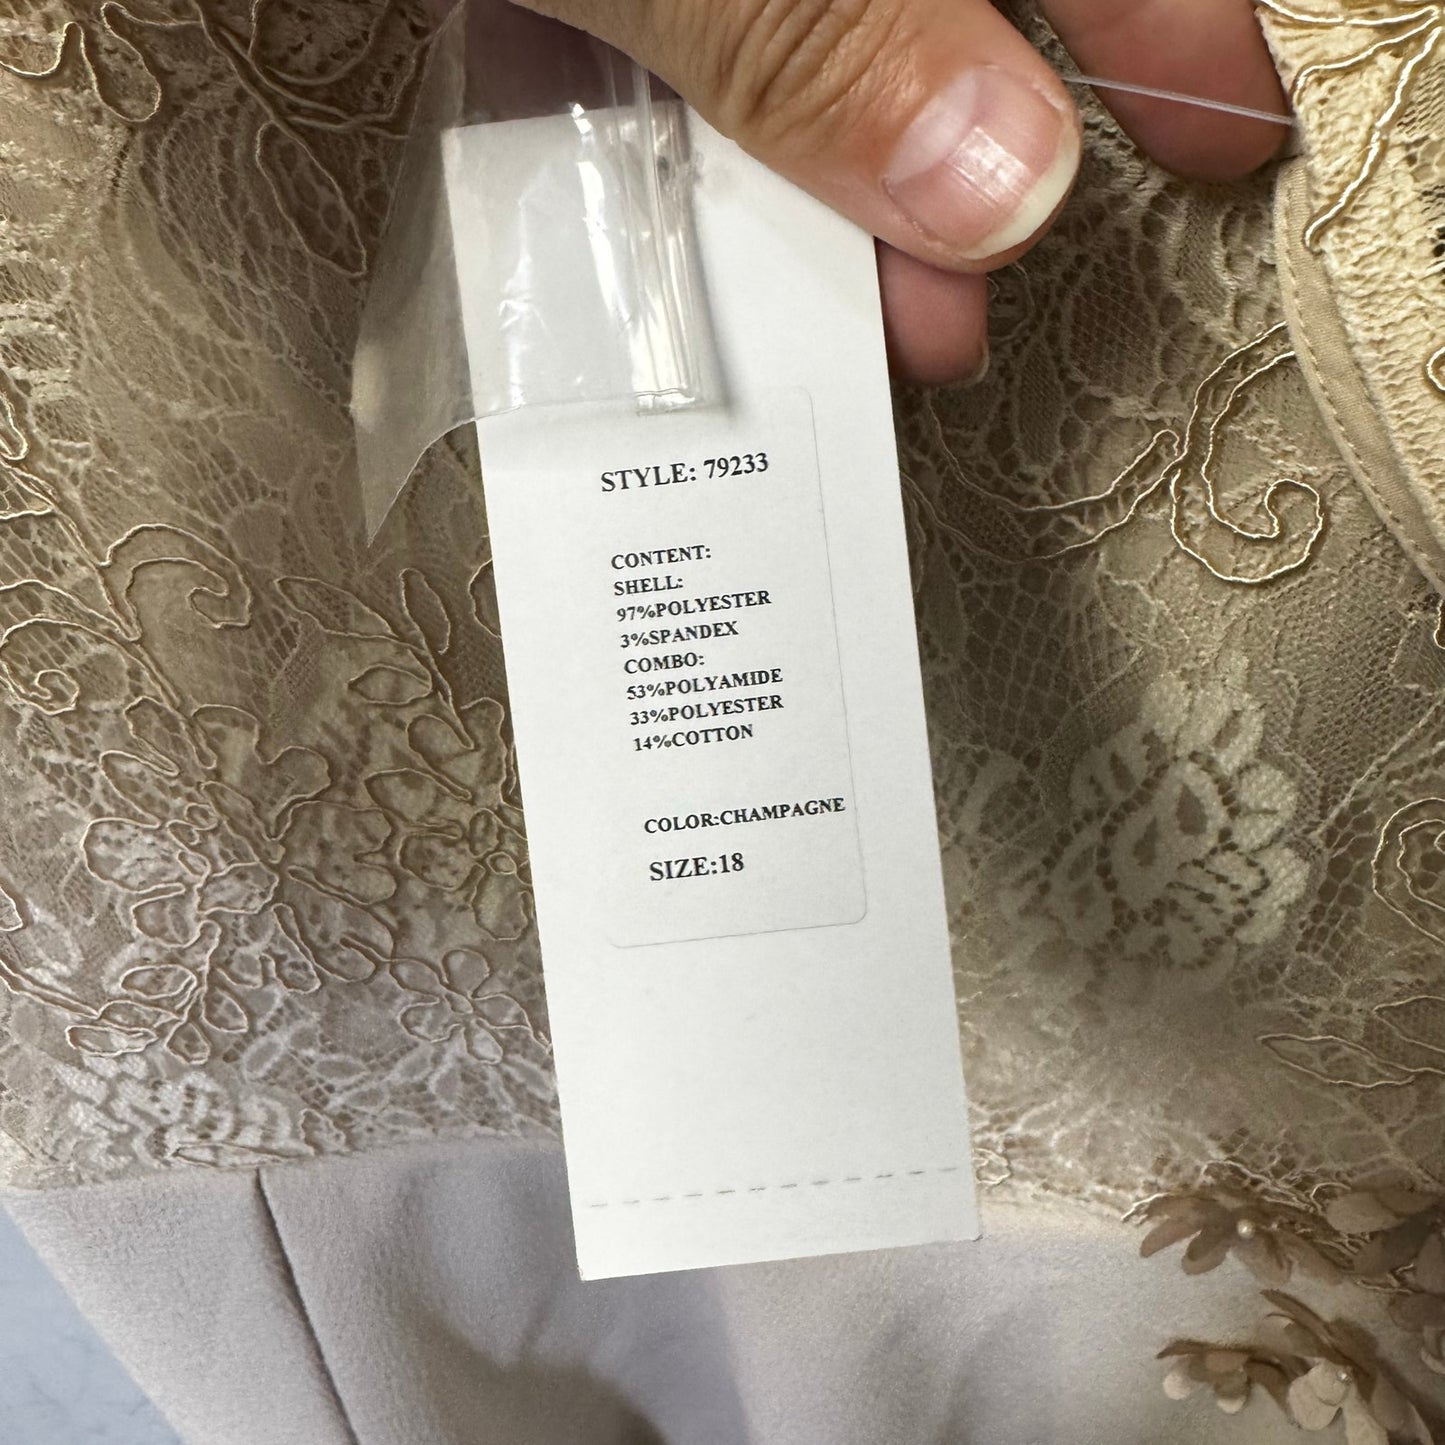 STYLE: 79233
CONTENT:
SHELL:
97%POLYESTER
3%SPANDEX
COMBO:
53%POLYAMIDE
33%POLYESTER
14%COTTON
COLOR:CHAMPAGNE
SIZE:18